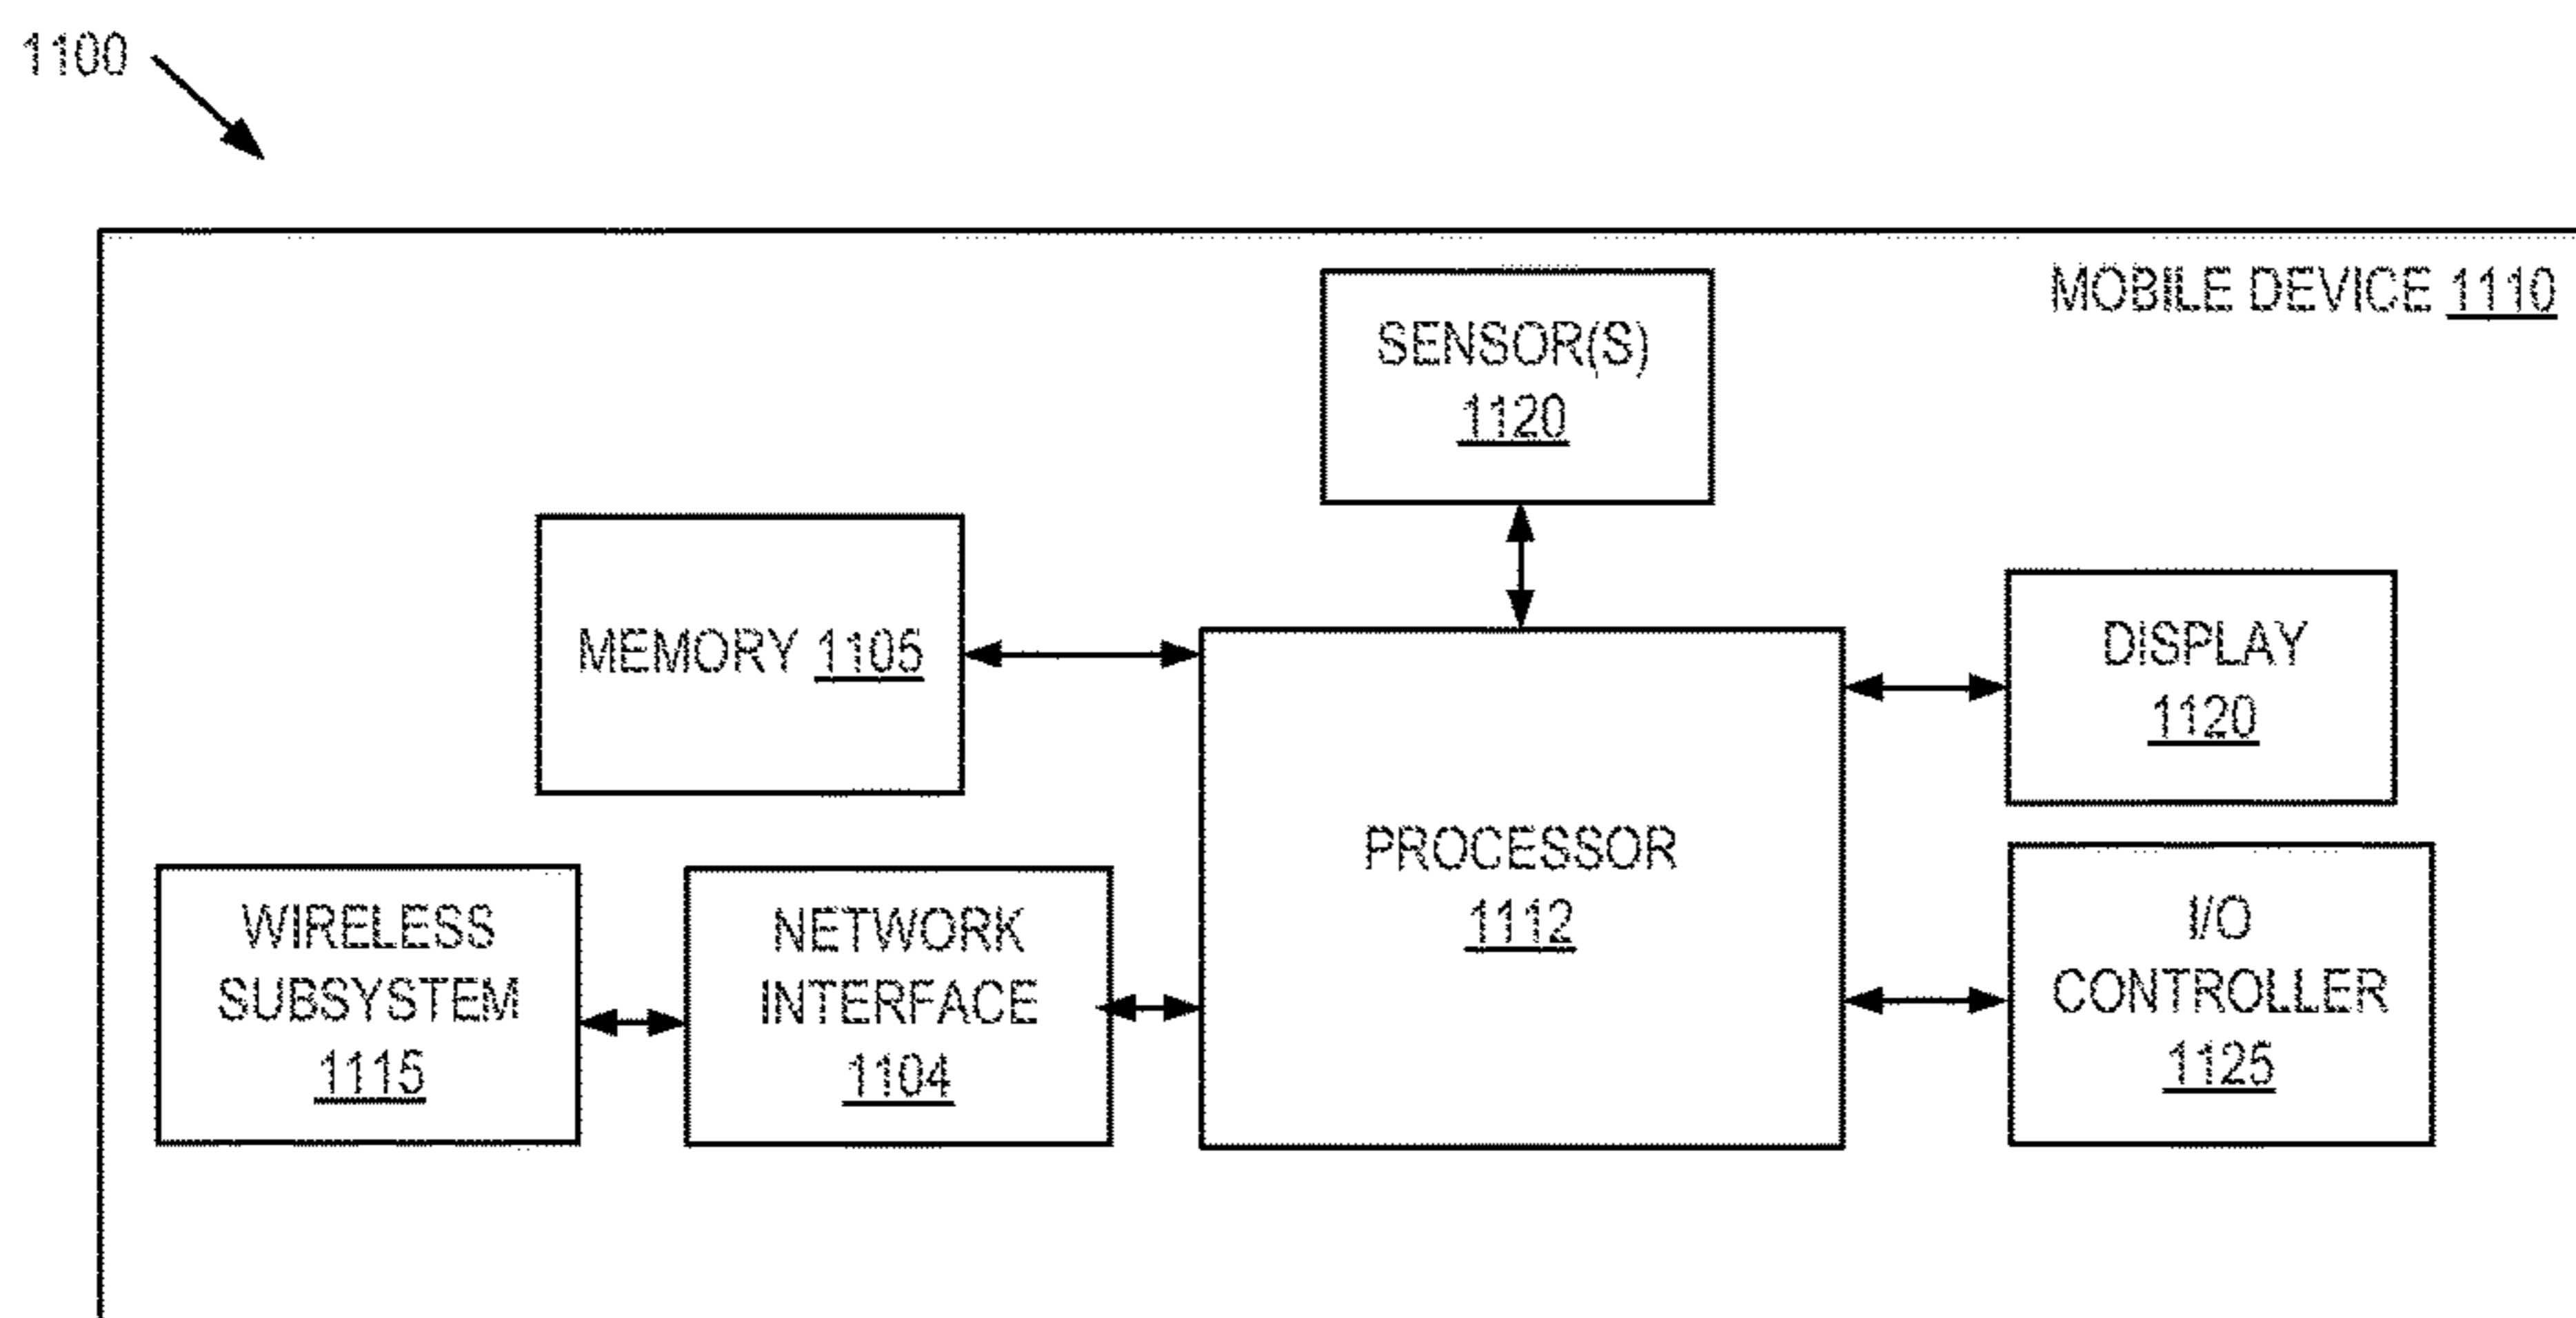 1100
MOBILE DEVICE 1110
SENSOR(S)
1120
MEMORY 1105
DISPLAY
1120
PROCESSOR
1112
WIRELESS
SUBSYSTEM
1115
NETWORK
INTERFACE
1104
I/O
CONTROLLER
1125